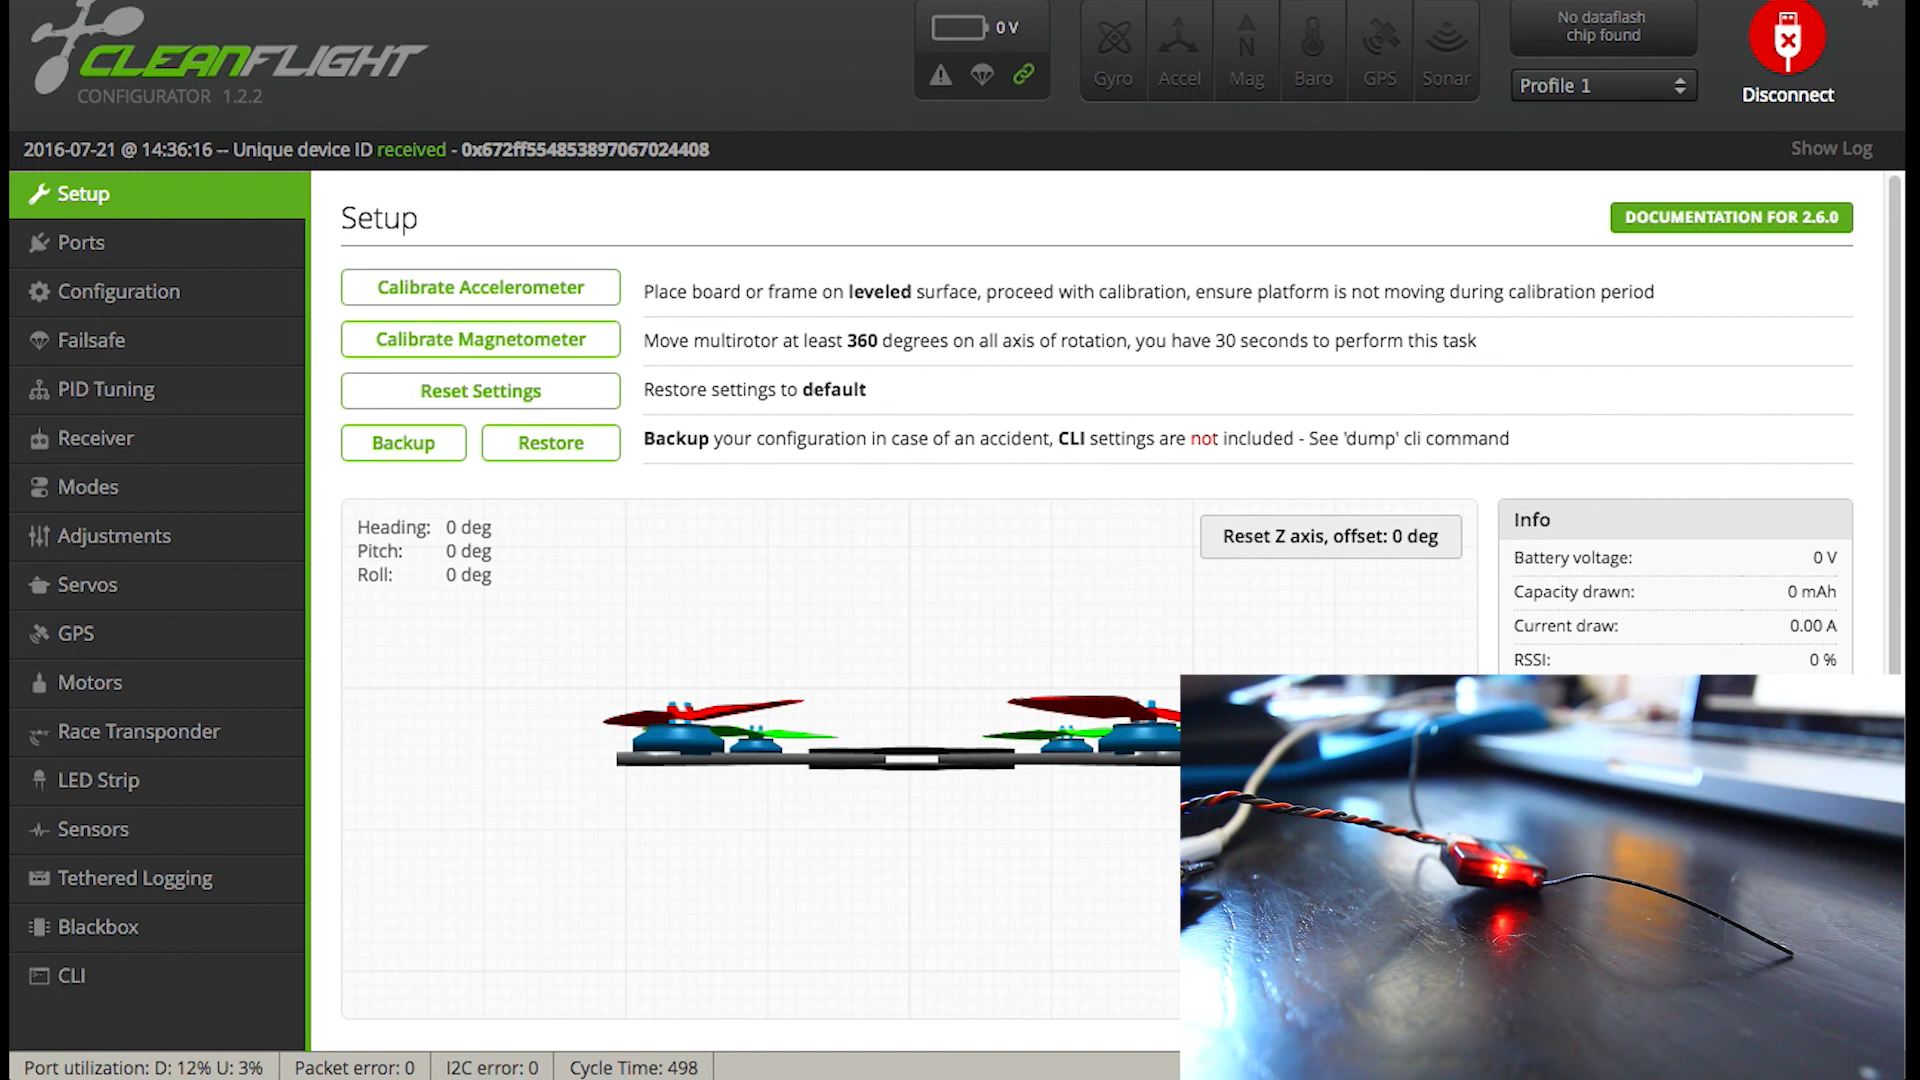 CLEANFLIGHT
CONFIGURATOR 1.2.2
0 V
Gyro
Accel
Mag
Baro
GPS
Sonar
No dataflash
chip found
Profile 1
Disconnect
2016-07-21 @ 14:36:16 -- Unique device ID received - 0x672ff554853897067024408
Show Log
Setup
Ports
Configuration
Failsafe
PID Tuning
Receiver
Modes
Adjustments
Servos
GPS
Motors
Race Transponder
LED Strip
Sensors
Tethered Logging
Blackbox
CLI
Setup
DOCUMENTATION FOR 2.6.0
Calibrate Accelerometer
Place board or frame on leveled surface, proceed with calibration, ensure platform is not moving during calibration period
Calibrate Magnetometer
Move multirotor at least 360 degrees on all axis of rotation, you have 30 seconds to perform this task
Reset Settings
Restore settings to default
Backup
Restore
Backup your configuration in case of an accident, CLI settings are not included - See 'dump' cli command
Heading: 0 deg
Pitch: 0 deg
Roll: 0 deg
Reset Z axis, offset: 0 deg
Info
Battery voltage: 0 V
Capacity drawn: 0 mAh
Current draw: 0.00 A
RSSI: 0 %
Port utilization: D: 12% U: 3%
Packet error: 0
I2C error: 0
Cycle Time: 498